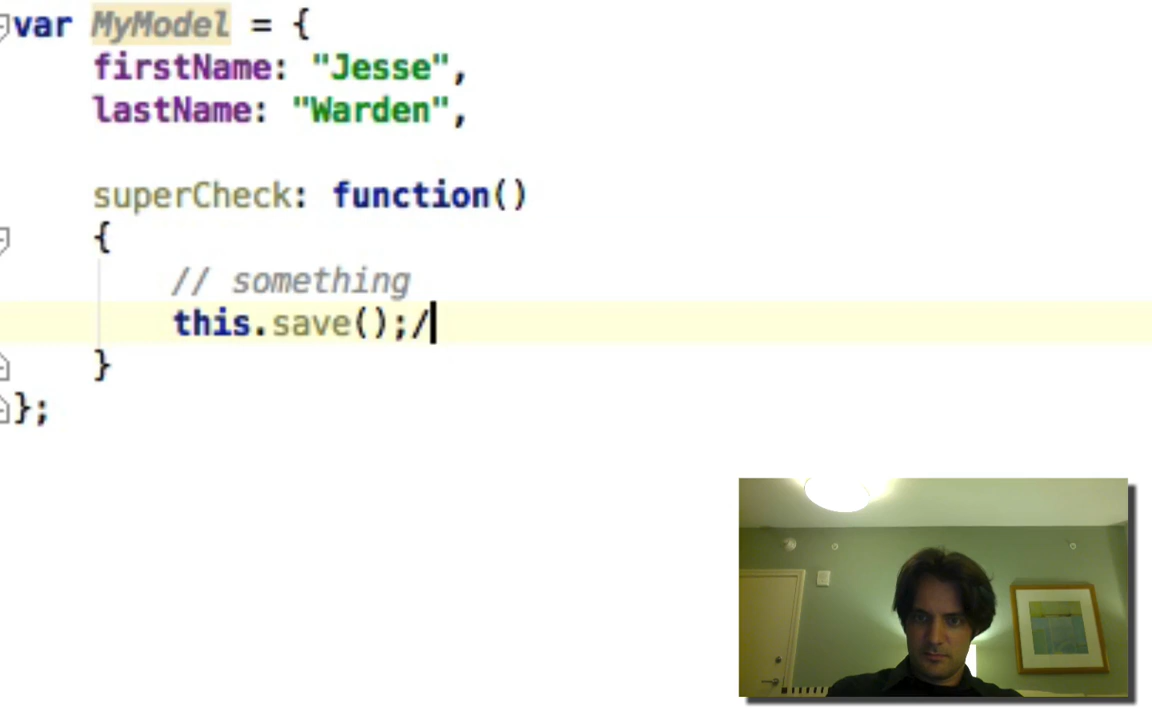 var MyModel = {
firstName: "Jesse",
lastName: "Warden",
superCheck: function()
{
// something
this.save();/
}
};